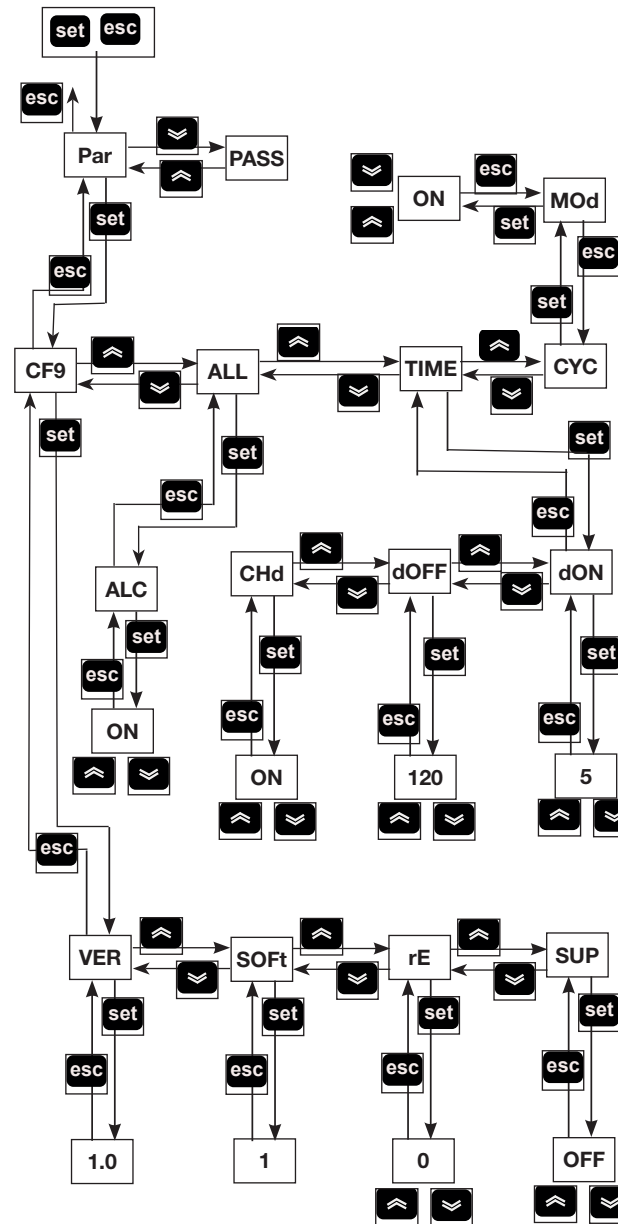 set esc
esc
Par
PASS
set
esc
ON
esc
MOd
set
esc
set
CF9
ALL
TIME
CYC
set
set
set
esc
esc
ALC
CHd
dOFF
dON
set
set
set
set
esc
esc
esc
esc
ON
ON
120
5
esc
VER
SOFt
rE
SUP
set
set
set
set
esc
esc
esc
esc
1.0
1
0
OFF